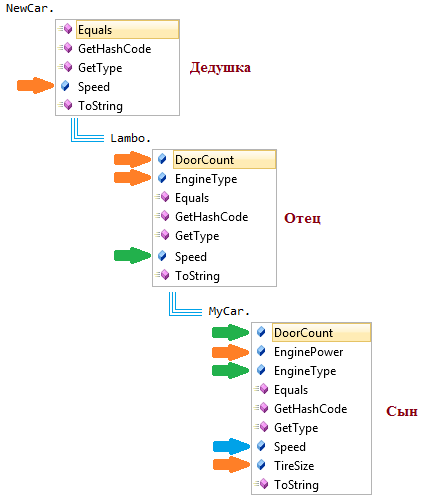 NewCar.
Equals
GetHashCode
GetType
Дедушка
Speed
ToString
Lambo.
DoorCount
EngineType
Equals
GetHashCode
Отец
GetType
Speed
ToString
MyCar.
DoorCount
EnginePower
EngineType
Equals
GetHashCode
Сын
GetType
Speed
TireSize
ToString